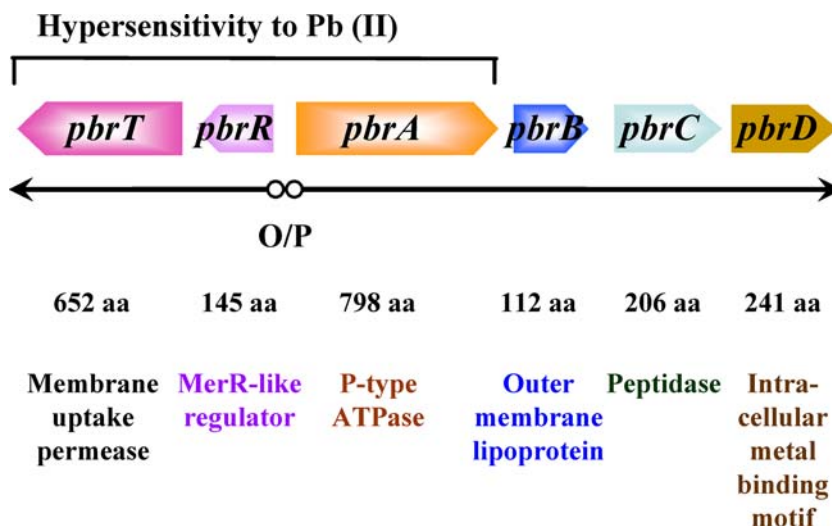 Hypersensitivity to Pb (II)
pbrT pbrR pbrA pbrB pbrC pbrD
O/P
652 aa 145 aa 798 aa 112 aa 206 aa 241 aa
Membrane
uptake
permease
MerR-like
regulator
P-type
ATPase
Outer
membrane
lipoprotein
Peptidase
Intra-
cellular
metal
binding
motif